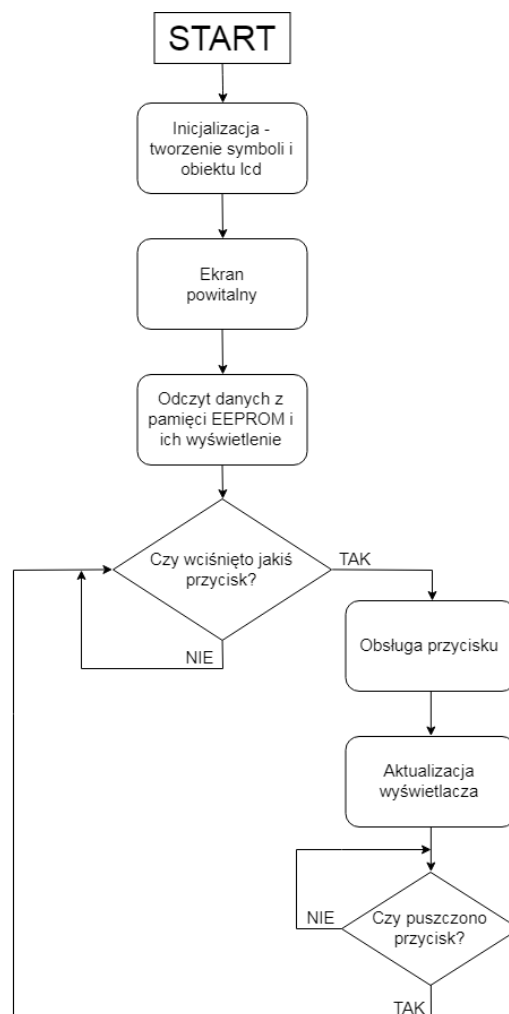 START
Inicjalizacja -
tworzenie symboli i
obiektu lcd
Ekran
powitalny
Odczyt danych z
pamięci EEPROM i
ich wyświetlenie
Czy wciśnięto jakiś
przycisk?
TAK
NIE
Obsługa przycisku
Aktualizacja
wyświetlacza
Czy puszczono
przycisk?
NIE
TAK